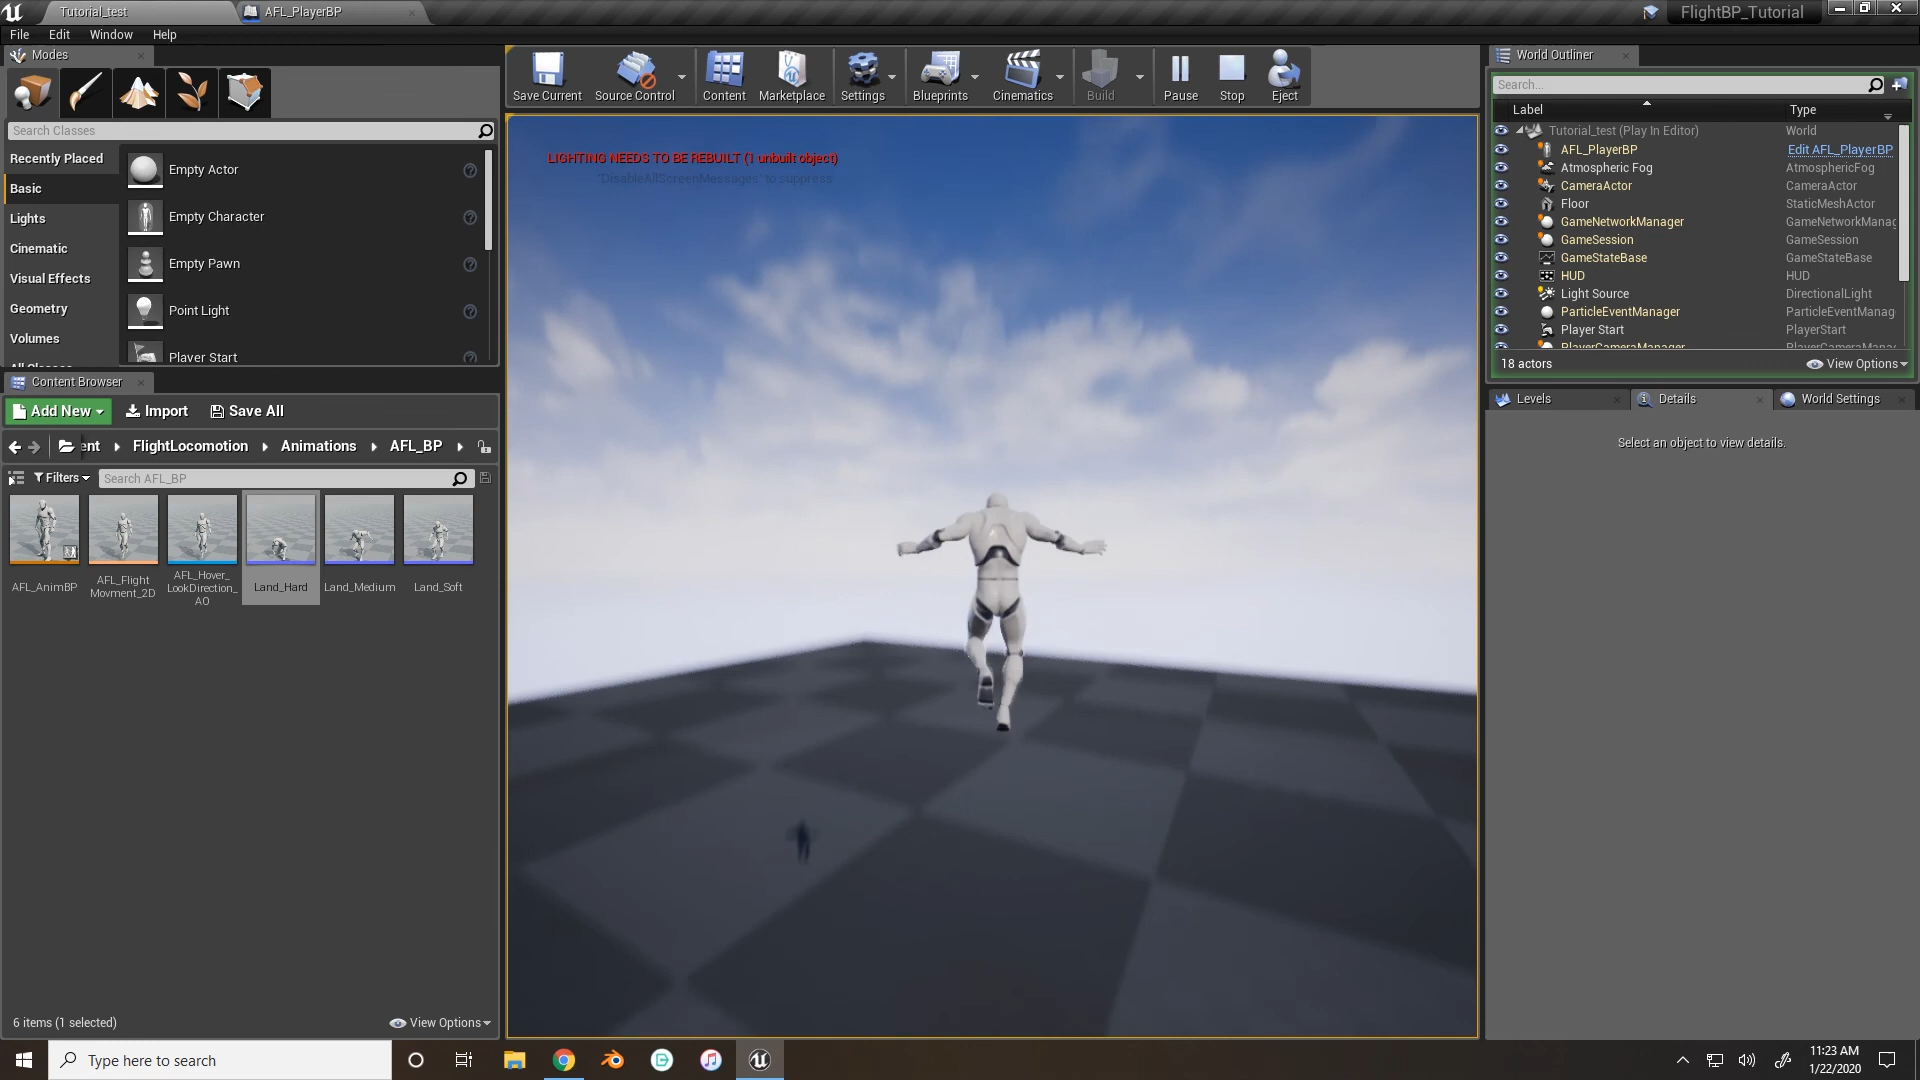 Tutorial_test
AFL_PlayerBP
FlightBP_Tutorial
File Edit Window Help
Modes
Search Classes
Recently Placed
Basic
Lights
Cinematic
Visual Effects
Geometry
Volumes
Empty Actor
Empty Character
Empty Pawn
Point Light
Player Start
Save Current
Source Control
Content
Marketplace
Settings
Blueprints
Cinematics
Build
Pause
Stop
Eject
LIGHTING NEEDS TO BE REBUILT (1 unbuilt object)
'DisableAllScreenMessages' to suppress
World Outliner
Search...
Label Type
Tutorial_test (Play In Editor) World
AFL_PlayerBP Edit AFL_PlayerBP
Atmospheric Fog AtmosphericFog
CameraActor CameraActor
Floor StaticMeshActor
GameNetworkManager GameNetworkManag
GameSession GameSession
GameStateBase GameStateBase
HUD HUD
Light Source DirectionalLight
ParticleEventManager ParticleEventManag
Player Start PlayerStart
PlayerCameraManager PlayerCameraManag
18 actors
View Options
Levels
Details
World Settings
Select an object to view details.
Content Browser
Add New Import Save All
ent FlightLocomotion Animations AFL_BP
Filters
Search AFL_BP
AFL_AnimBP
AFL_Flight
Movment_2D
AFL_Hover_
LookDirection_
AO
Land_Hard
Land_Medium
Land_Soft
6 items (1 selected)
View Options
Type here to search
11:23 AM
1/22/2020